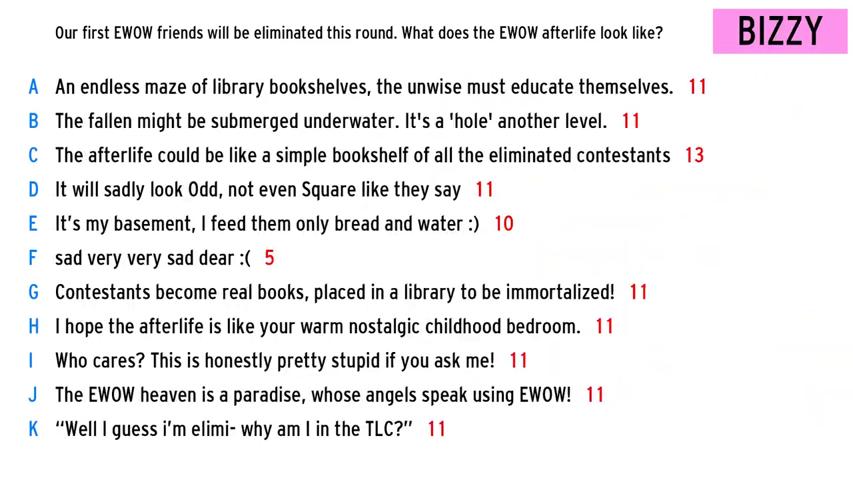 Our first EWOW friends will be eliminated this round. What does the EWOW afterlife look like?
BIZZY
A An endless maze of library bookshelves, the unwise must educate themselves. 11
B The fallen might be submerged underwater. It's a 'hole' another level. 11
C The afterlife could be like a simple bookshelf of all the eliminated contestants 13
D It will sadly look Odd, not even Square like they say 11
E It’s my basement, I feed them only bread and water :) 10
F sad very very sad dear :( 5
G Contestants become real books, placed in a library to be immortalized! 11
H I hope the afterlife is like your warm nostalgic childhood bedroom. 11
I Who cares? This is honestly pretty stupid if you ask me! 11
J The EWOW heaven is a paradise, whose angels speak using EWOW! 11
K “Well I guess i’m elimi- why am I in the TLC?” 11